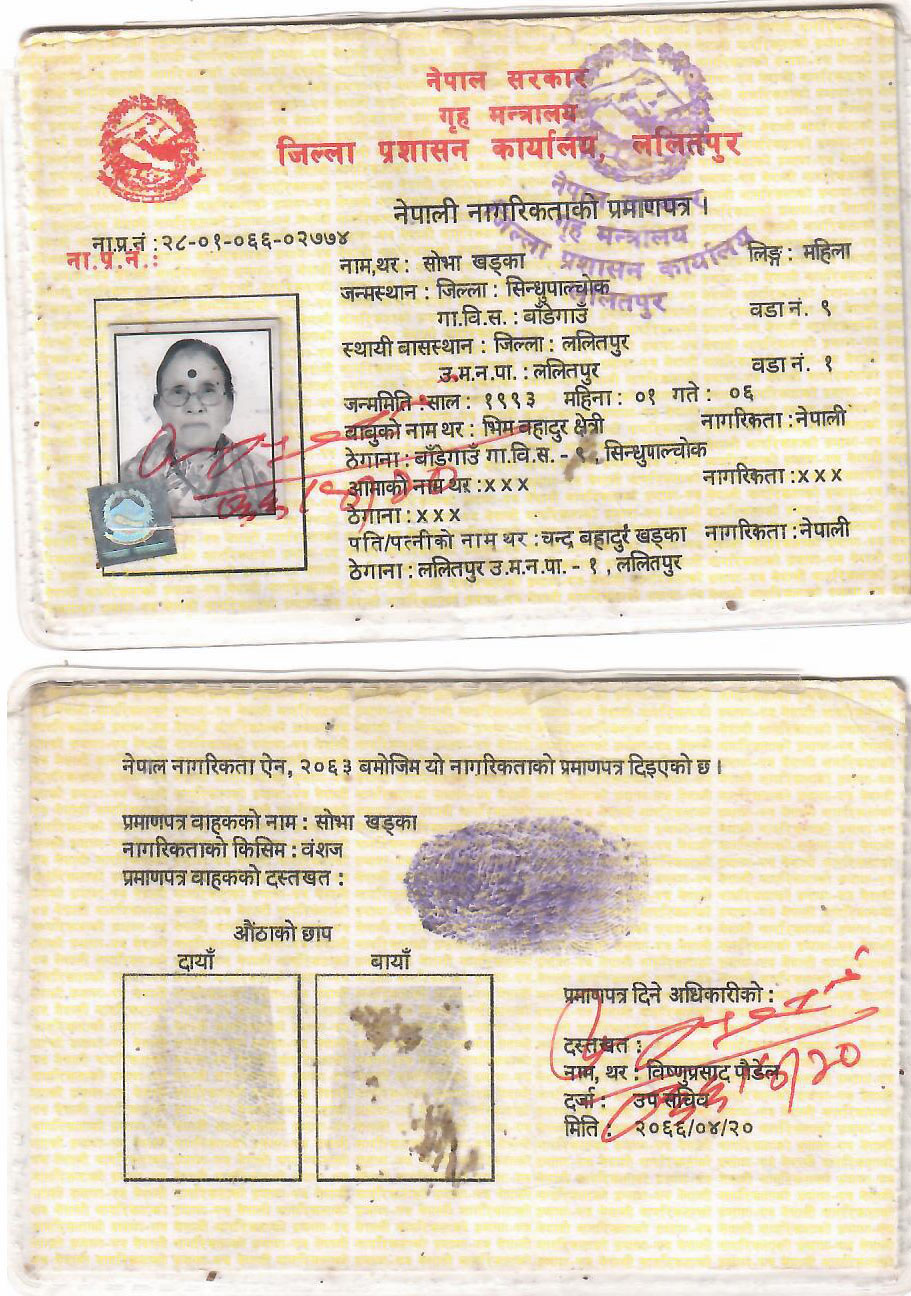 नेपाल सरकार
गृह मन्त्रालय
जिल्ला प्रशासन कार्यालय, ललितपुर
नेपाल
गृह मन्त्रालय
जिल्ला प्रशासन कार्यालय
ललितपुर
नेपाली नागरिकताको प्रमाणपत्र ।
ना.प्र.नं : २८-०१-०६६-०२७७४
ना.प्र.नं.:
नाम,थर : सोभा खड्का लिङ्ग : महिला
जन्मस्थान : जिल्ला : सिन्धुपाल्चोक
गा.वि.स. : बाँडेगाउँ वडा नं. ९
स्थायी बासस्थान : जिल्ला : ललितपुर
उ.म.न.पा. : ललितपुर वडा नं. १
जन्ममिति : साल : १९९३ महिना : ०१ गते : ०६
बाबुको नाम थर : भिम बहादुर क्षेत्री नागरिकता : नेपाली
ठेगाना : बाँडेगाउँ गा.वि.स. - ९ , सिन्धुपाल्चोक
आमाको नाम थर : x x x नागरिकता : x x x
ठेगाना : x x x
पति/पत्नीको नाम थर : चन्द्र बहादुर खड्का नागरिकता : नेपाली
ठेगाना : ललितपुर उ.म.न.पा. - १ , ललितपुर
नेपाल नागरिकता ऐन, २०६३ बमोजिम यो नागरिकताको प्रमाणपत्र दिइएको छ ।
प्रमाणपत्र वाहकको नाम : सोभा खड्का
नागरिकताको किसिम : वंशज
प्रमाणपत्र वाहकको दस्तखत :
औंठाको छाप
दायाँ बायाँ
प्रमाणपत्र दिने अधिकारीको :
दस्तखत :
नाम, थर : विष्णुप्रसाद पौडेल
दर्जा : उप सचिव
मिति : २०६६/०४/२०